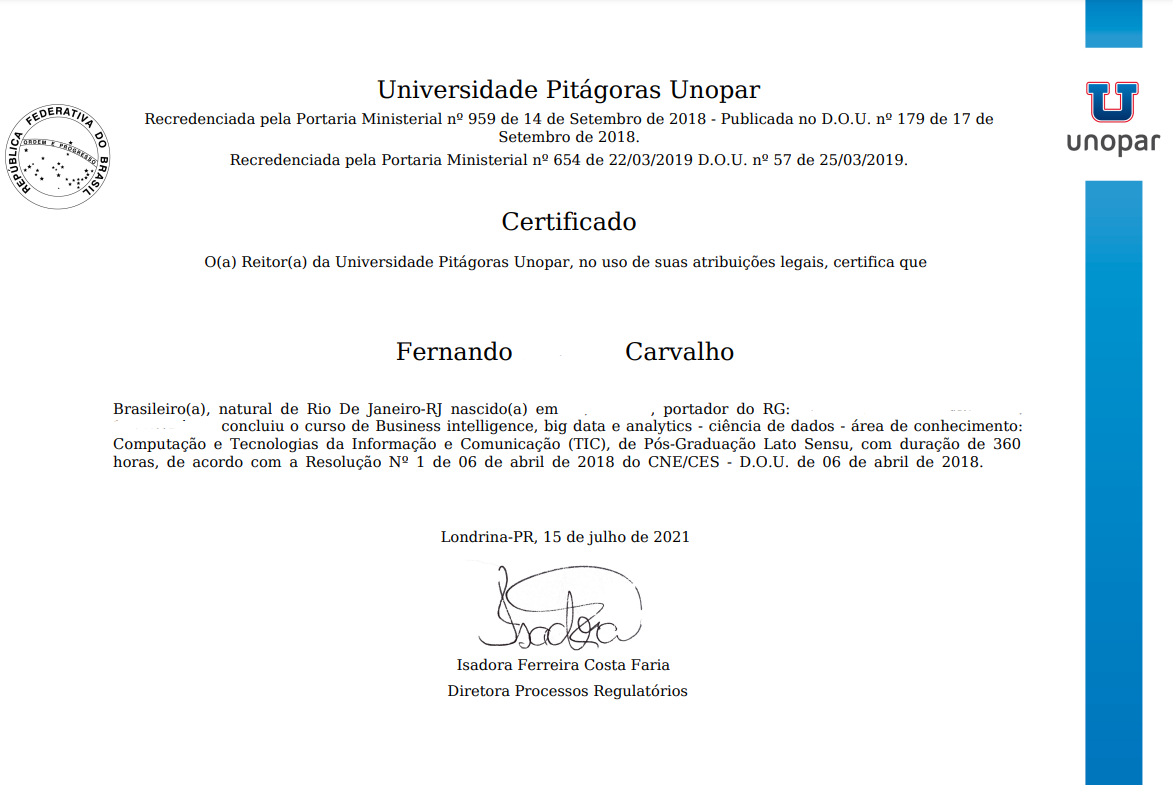 Universidade Pitágoras Unopar
Recredenciada pela Portaria Ministerial nº 959 de 14 de Setembro de 2018 - Publicada no D.O.U. nº 179 de 17 de
Setembro de 2018.
Recredenciada pela Portaria Ministerial nº 654 de 22/03/2019 D.O.U. nº 57 de 25/03/2019.
REPÚBLICA FEDERATIVA DO BRASIL
ORDEM E PROGRESSO
unopar
Certificado
O(a) Reitor(a) da Universidade Pitágoras Unopar, no uso de suas atribuições legais, certifica que
Fernando Carvalho
Brasileiro(a), natural de Rio De Janeiro-RJ nascido(a) em , portador do RG:
concluiu o curso de Business intelligence, big data e analytics - ciência de dados - área de conhecimento:
Computação e Tecnologias da Informação e Comunicação (TIC), de Pós-Graduação Lato Sensu, com duração de 360
horas, de acordo com a Resolução Nº 1 de 06 de abril de 2018 do CNE/CES - D.O.U. de 06 de abril de 2018.
Londrina-PR, 15 de julho de 2021
Isadora
Isadora Ferreira Costa Faria
Diretora Processos Regulatórios